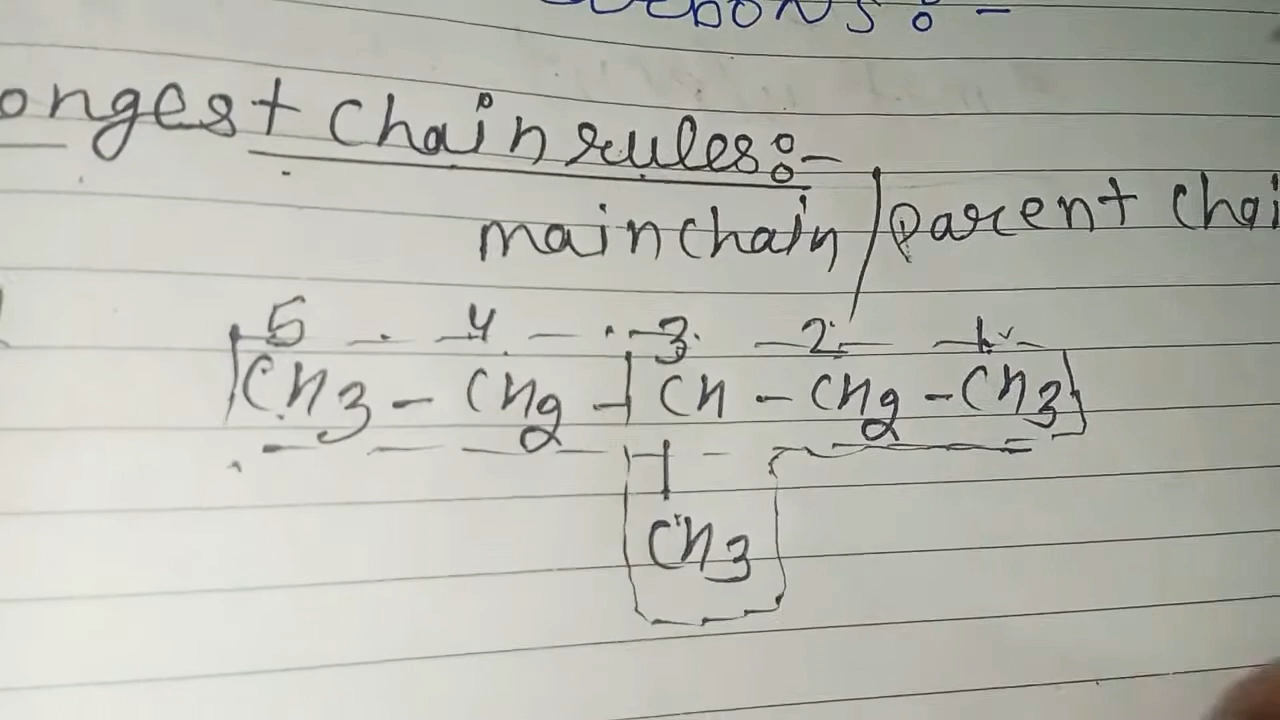 ongest chain rules:-
main chain/parent chai
5 4 3 2 1
CH3 - CH2 - CH - CH2 - CH3
CH3